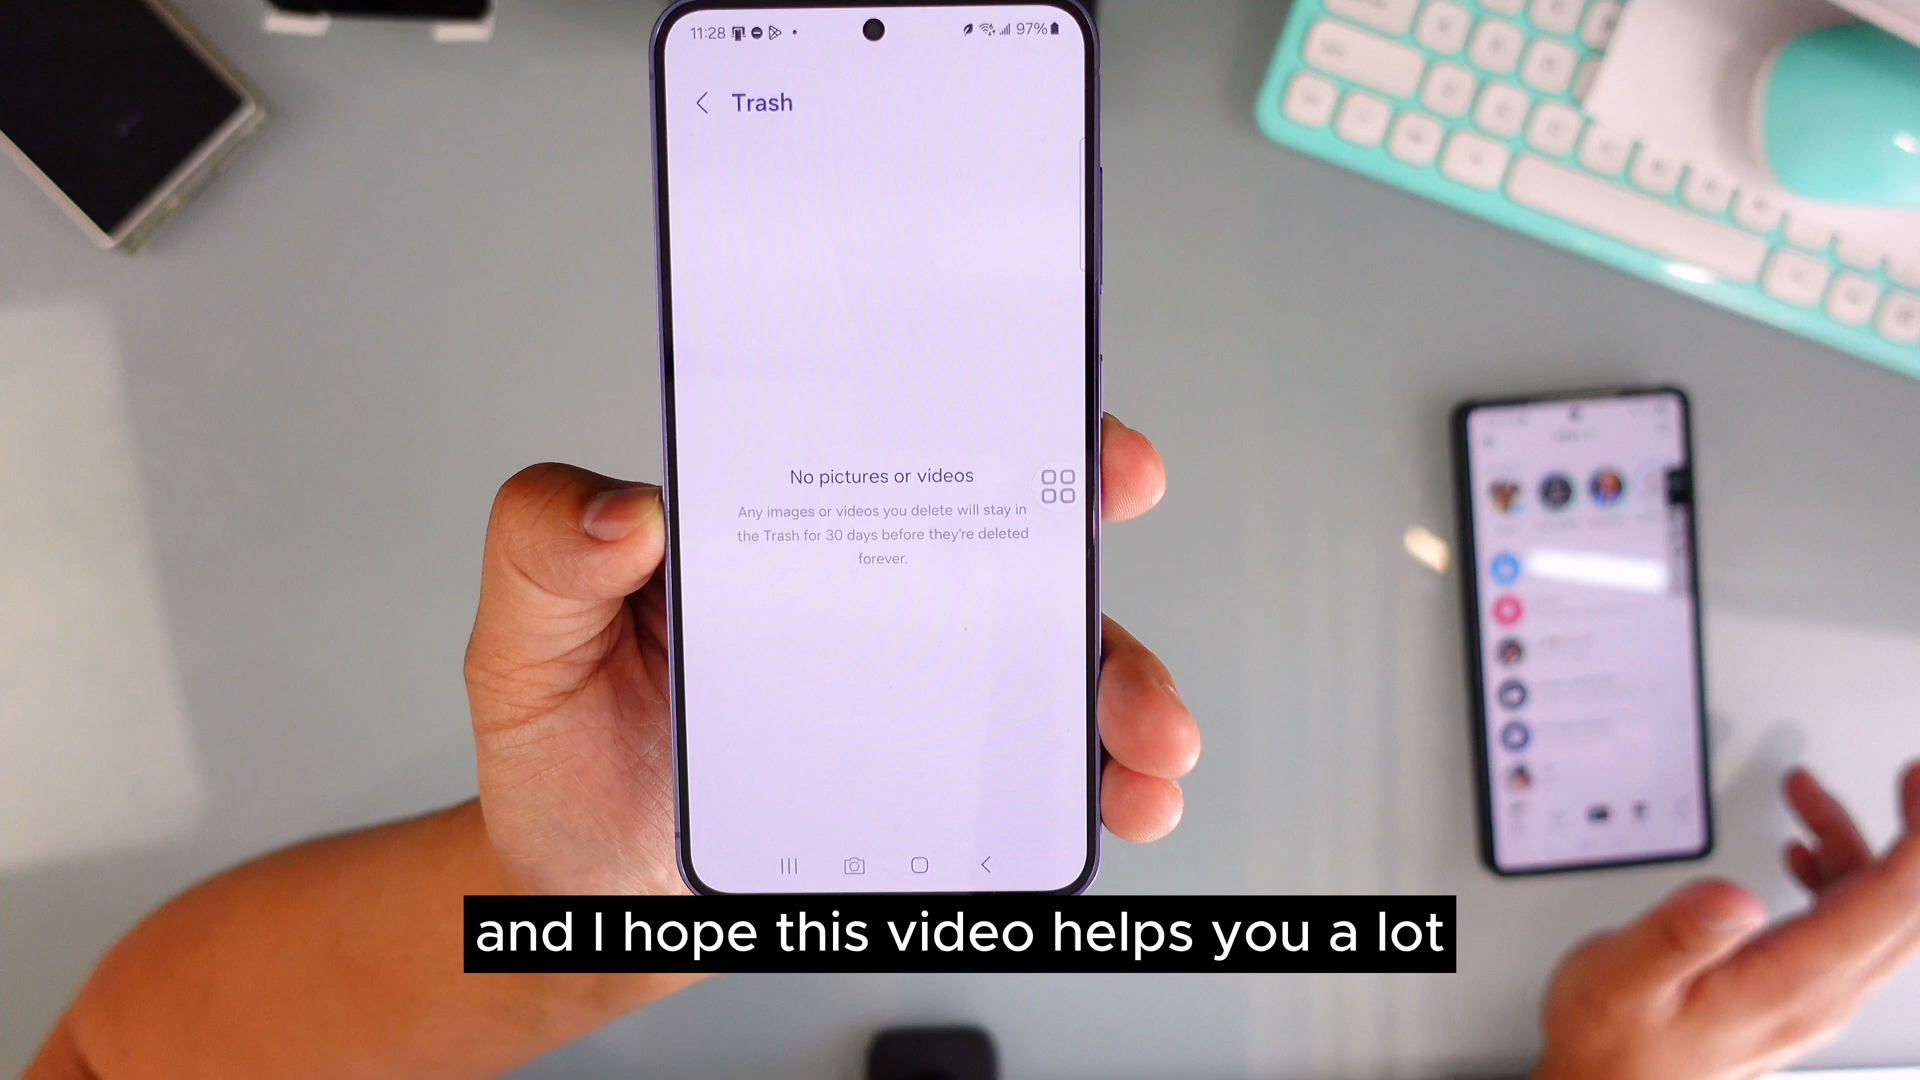 11:28
97%
Trash
No pictures or videos
Any images or videos you delete will stay in
the Trash for 30 days before they're deleted
forever.
and I hope this video helps you a lot